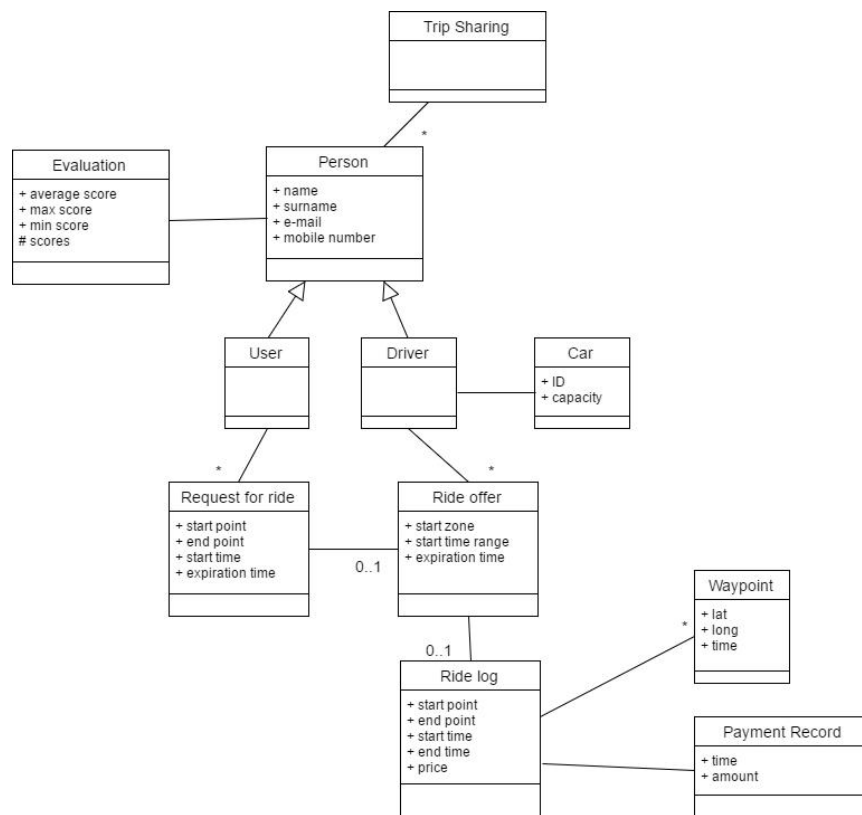 Trip Sharing
*
Evaluation
+ average score
+ max score
+ min score
# scores
Person
+ name
+ surname
+ e-mail
+ mobile number
User
Driver
Car
+ ID
+ capacity
*
*
Request for ride
+ start point
+ end point
+ start time
+ expiration time
0..1
Ride offer
+ start zone
+ start time range
+ expiration time
0..1
Ride log
+ start point
+ end point
+ start time
+ end time
+ price
*
Waypoint
+ lat
+ long
+ time
Payment Record
+ time
+ amount